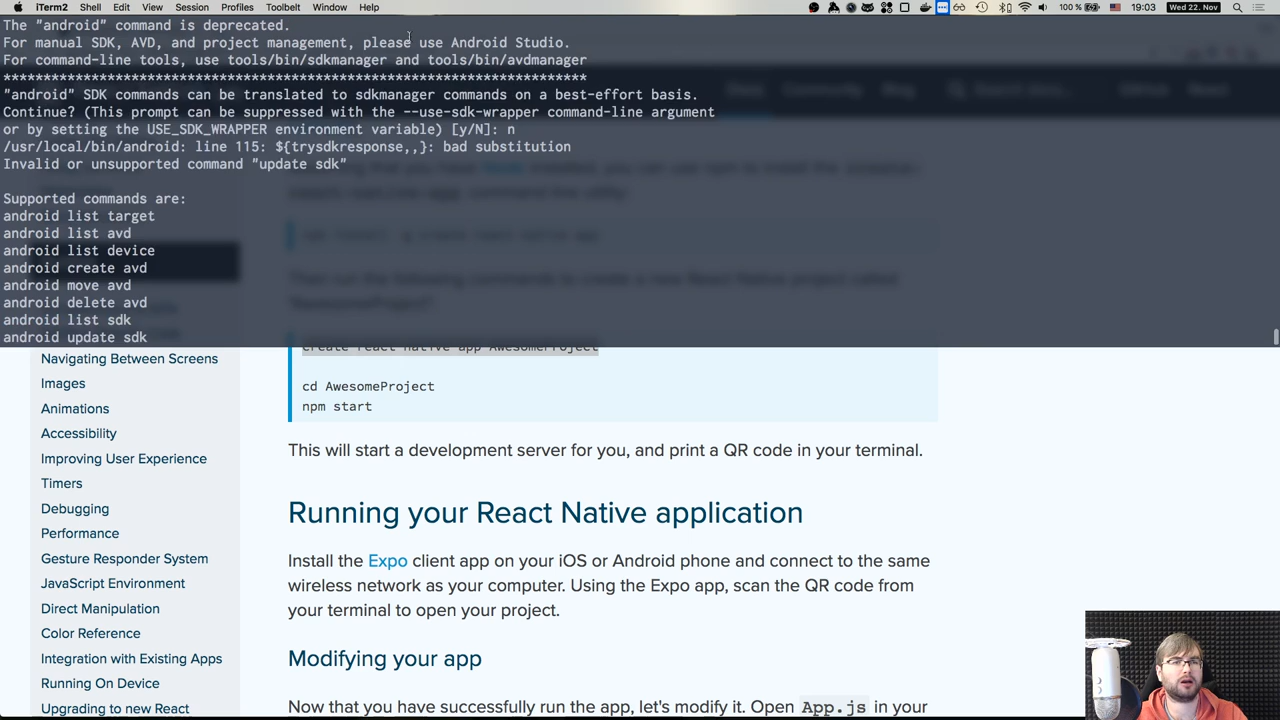 iTerm2 Shell Edit View Session Profiles Toolbelt Window Help 100 % 19:03 Wed 22. Nov
The "android" command is deprecated.
For manual SDK, AVD, and project management, please use Android Studio.
For command-line tools, use tools/bin/sdkmanager and tools/bin/avdmanager
*************************************************************************
"android" SDK commands can be translated to sdkmanager commands on a best-effort basis.
Continue? (This prompt can be suppressed with the --use-sdk-wrapper command-line argument
or by setting the USE_SDK_WRAPPER environment variable) [y/N]: n
/usr/local/bin/android: line 115: ${trysdkresponse,,}: bad substitution
Invalid or unsupported command "update sdk"
Supported commands are:
android list target
android list avd
android list device
android create avd
android move avd
android delete avd
android list sdk
android update sdk
Navigating Between Screens
Images
Animations
Accessibility
Improving User Experience
Timers
Debugging
Performance
Gesture Responder System
JavaScript Environment
Direct Manipulation
Color Reference
Integration with Existing Apps
Running On Device
Upgrading to new React
create-react-native-app AwesomeProject
cd AwesomeProject
npm start
This will start a development server for you, and print a QR code in your terminal.
Running your React Native application
Install the Expo client app on your iOS or Android phone and connect to the same
wireless network as your computer. Using the Expo app, scan the QR code from
your terminal to open your project.
Modifying your app
Now that you have successfully run the app, let's modify it. Open App.js in your